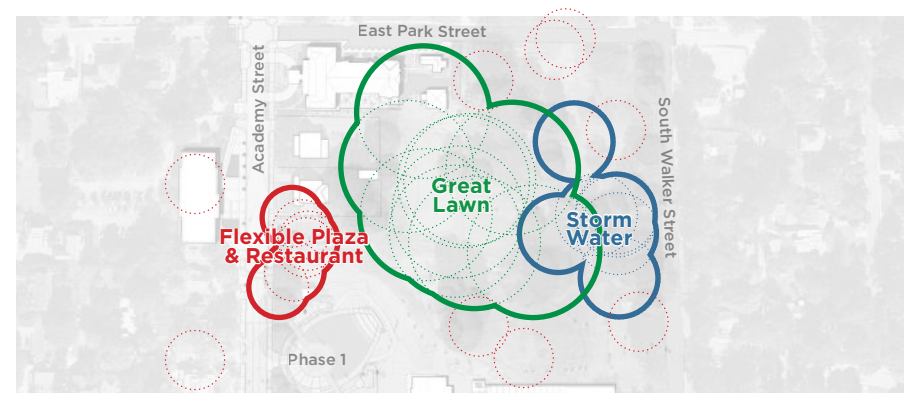 East Park Street
Academy Street
South Walker Street
Great
Lawn
Storm
Water
Flexible Plaza
& Restaurant
Phase 1